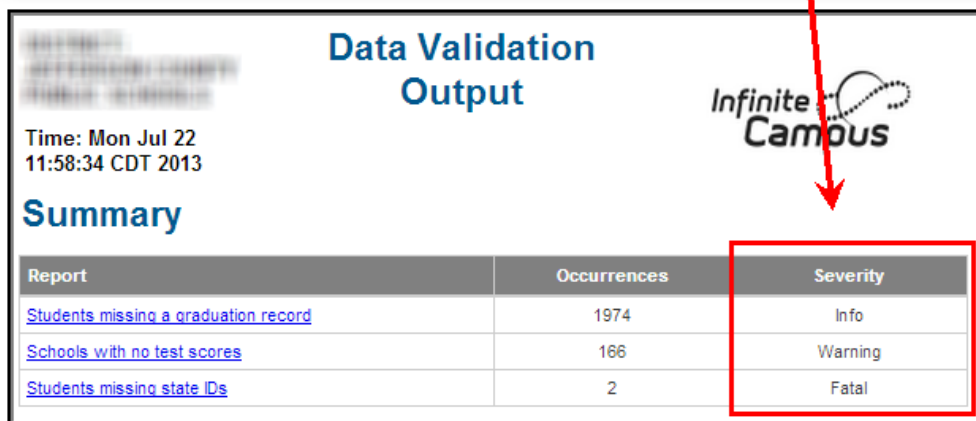 Data Validation
Output
Infinite
Campus
Time: Mon Jul 22
11:58:34 CDT 2013
Summary
Report Occurrences Severity
Students missing a graduation record 1974 Info
Schools with no test scores 166 Warning
Students missing state IDs 2 Fatal